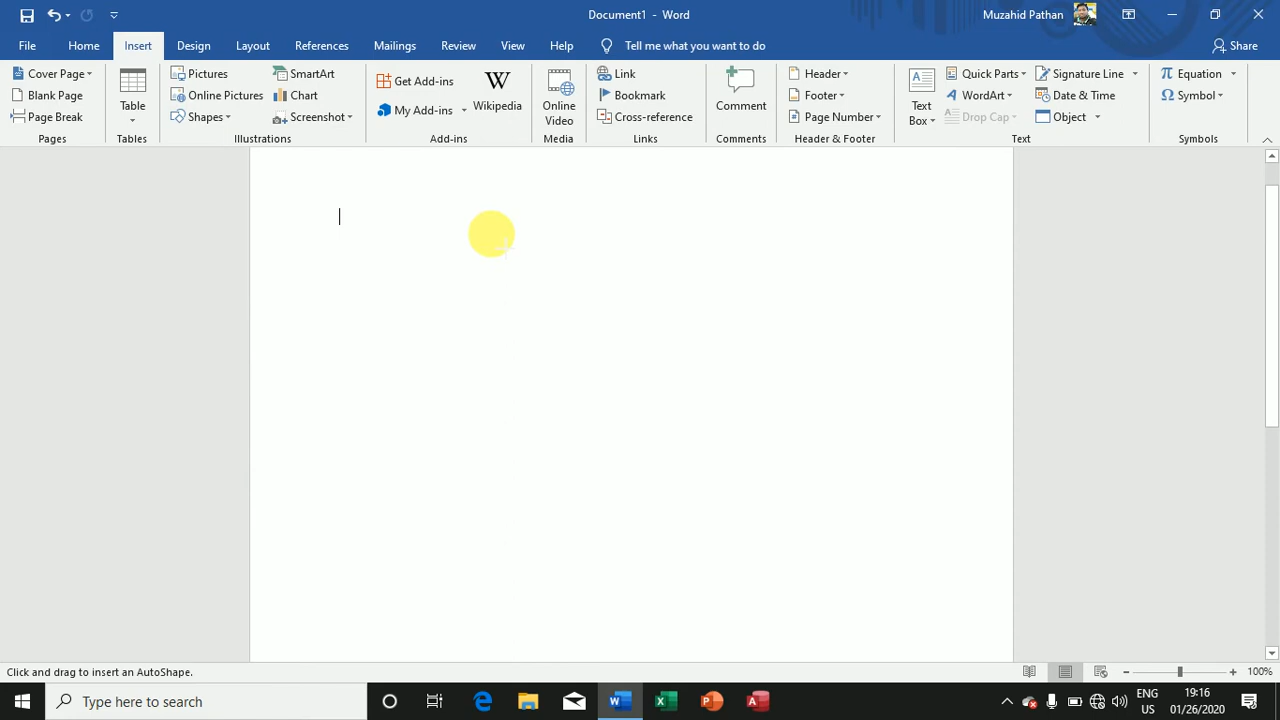 Document1 - Word
Muzahid Pathan
File Home Insert Design Layout References Mailings Review View Help Tell me what you want to do Share
Cover Page
Blank Page
Page Break
Pages
Table
Tables
Pictures
Online Pictures
Shapes
SmartArt
Chart
Screenshot
Illustrations
Get Add-ins
My Add-ins
W
Wikipedia
Add-ins
Online
Video
Media
Link
Bookmark
Cross-reference
Links
Comment
Comments
Header
Footer
Page Number
Header & Footer
Text
Box
Quick Parts
WordArt
Drop Cap
Signature Line
Date & Time
Object
Text
π Equation
Ω Symbol
Symbols
Click and drag to insert an AutoShape.
100%
Type here to search
ENG
US
19:16
01/26/2020